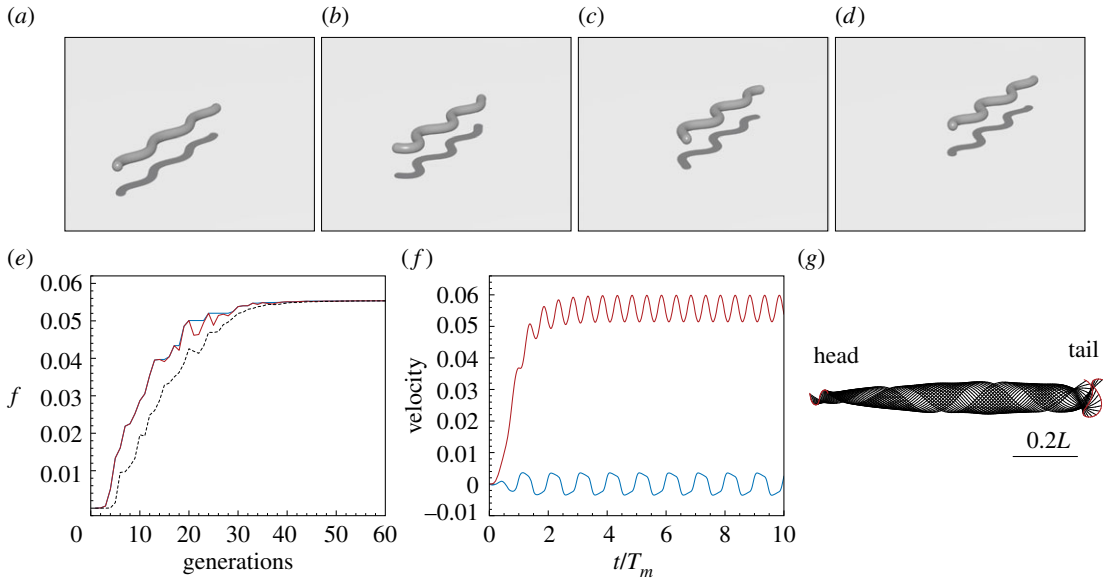 (a) (b) (c) (d)
(e) (f) (g)
0.06
0.05
0.04
f
0.03
0.02
0.01
0 10 20 30 40 50 60
generations
0.06
0.05
0.04
velocity
0.03
0.02
0.01
0
–0.01
0 2 4 6 8 10
t/Tm
head
tail
0.2L